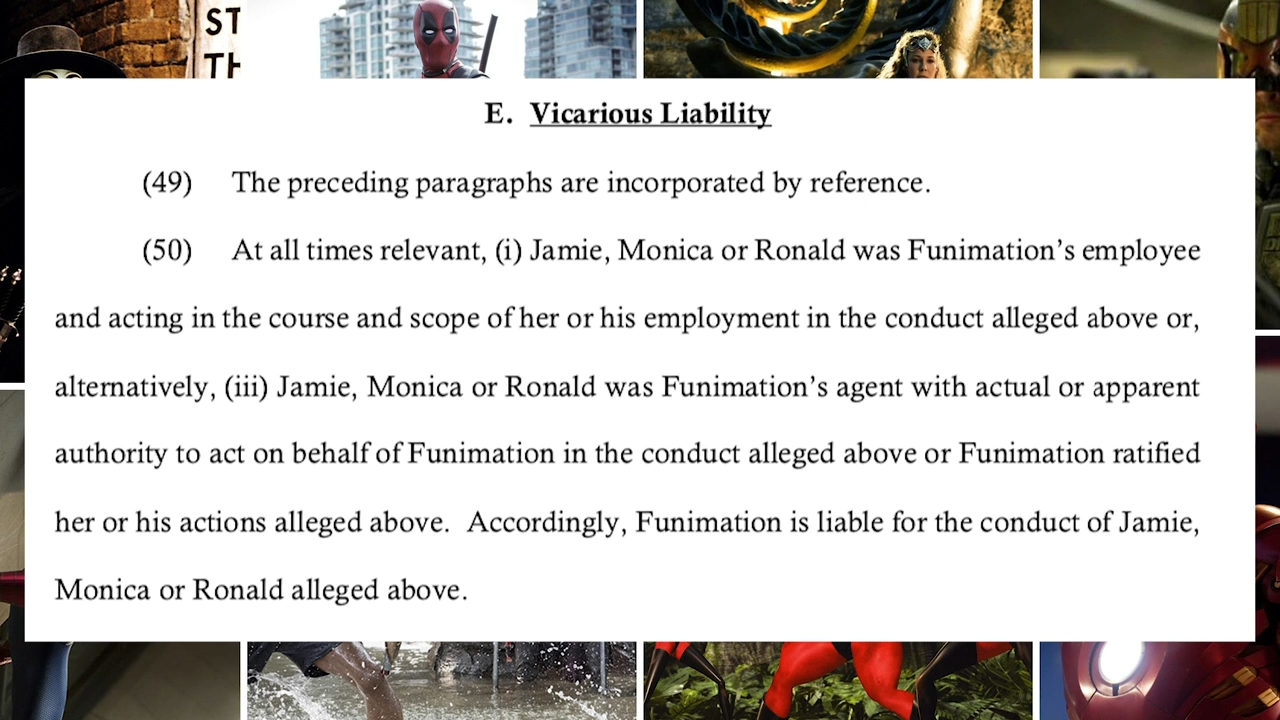 ST
TH
E. Vicarious Liability
(49) The preceding paragraphs are incorporated by reference.
(50) At all times relevant, (i) Jamie, Monica or Ronald was Funimation’s employee
and acting in the course and scope of her or his employment in the conduct alleged above or,
alternatively, (iii) Jamie, Monica or Ronald was Funimation’s agent with actual or apparent
authority to act on behalf of Funimation in the conduct alleged above or Funimation ratified
her or his actions alleged above. Accordingly, Funimation is liable for the conduct of Jamie,
Monica or Ronald alleged above.